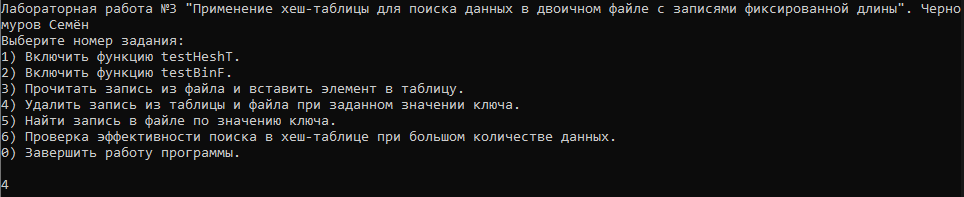 Лабораторная работа №3 "Применение хеш-таблицы для поиска данных в двоичном файле с записями фиксированной длины". Черно
муров Семён
Выберите номер задания:
1) Включить функцию testHeshT.
2) Включить функцию testBinF.
3) Прочитать запись из файла и вставить элемент в таблицу.
4) Удалить запись из таблицы и файла при заданном значении ключа.
5) Найти запись в файле по значению ключа.
6) Проверка эффективности поиска в хеш-таблице при большом количестве данных.
0) Завершить работу программы.
4